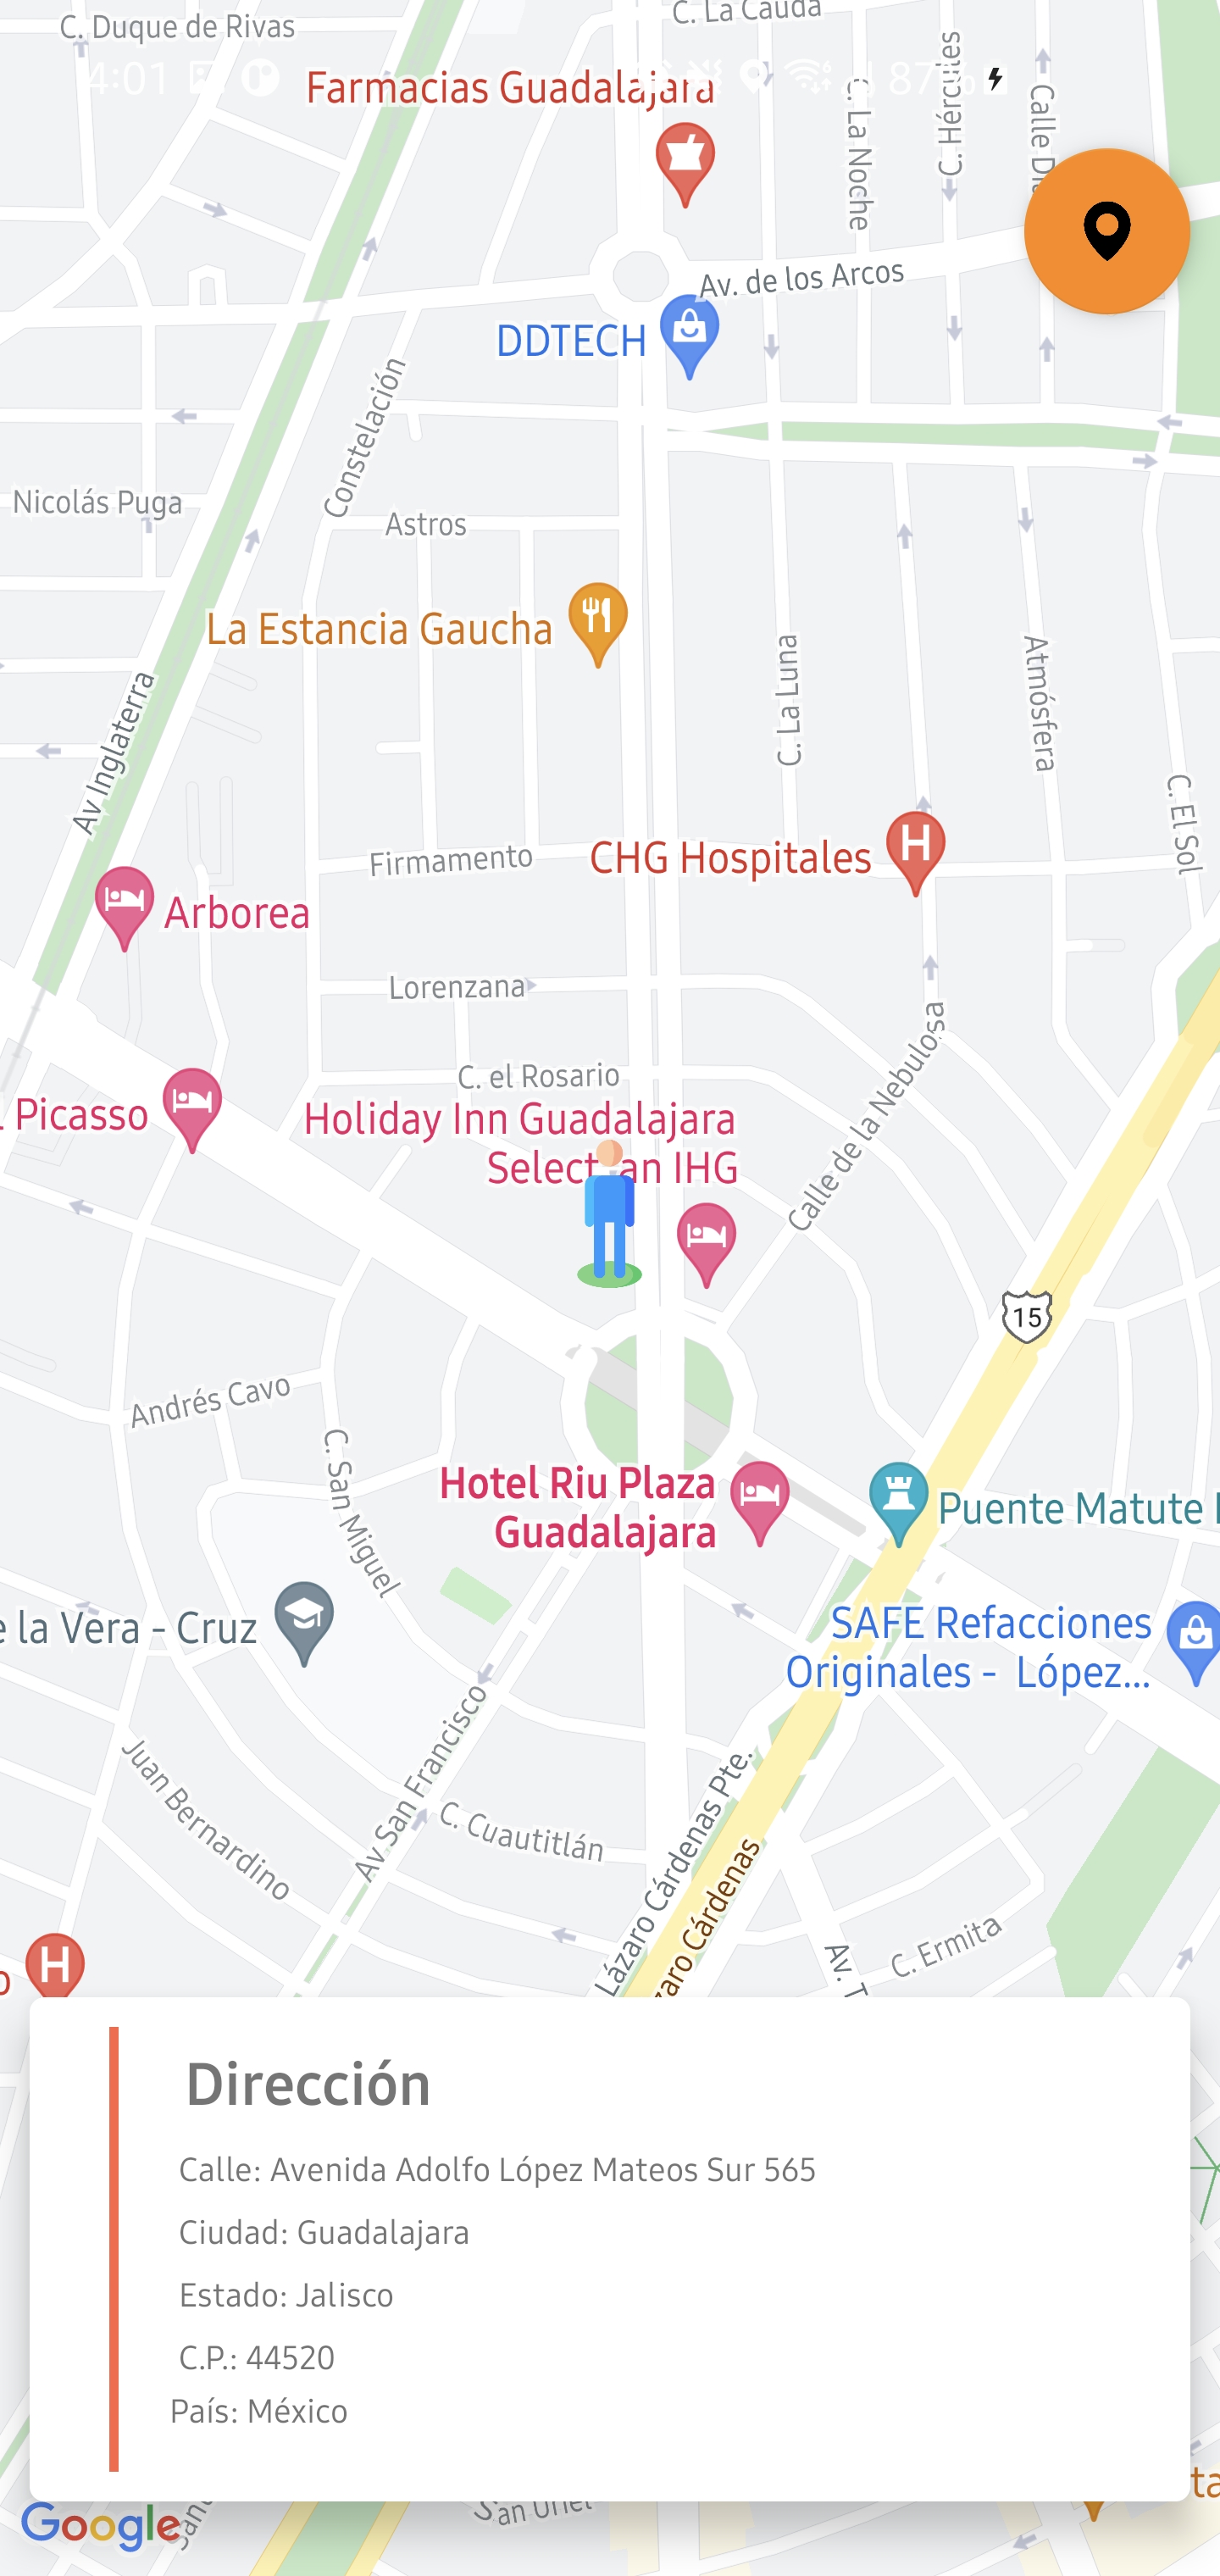 C. Duque de Rivas
C. La Cauda
4:01
87%
Farmacias Guadalajara
C. La Noche
C. Hércules
Calle
Av. de los Arcos
DDTECH
Constelación
Nicolás Puga
Astros
La Estancia Gaucha
C. La Luna
Atmósfera
Av Inglaterra
C. El Sol
Firmamento
CHG Hospitales
H
Arborea
Lorenzana
Calle de la Nebulosa
C. el Rosario
Picasso
Holiday Inn Guadalajara
Select, an IHG
15
Andrés Cavo
C. San Miguel
Hotel Riu Plaza
Guadalajara
Puente Matute
e la Vera - Cruz
SAFE Refacciones
Originales - López...
Av San Francisco
Juan Bernardino
C. Cuautitlán
Lázaro Cárdenas Pte.
zaro Cárdenas
C. Ermita
Av. T
H
o
Dirección
Calle: Avenida Adolfo López Mateos Sur 565
Ciudad: Guadalajara
Estado: Jalisco
C.P.: 44520
País: México
ta
Google
San Uriel